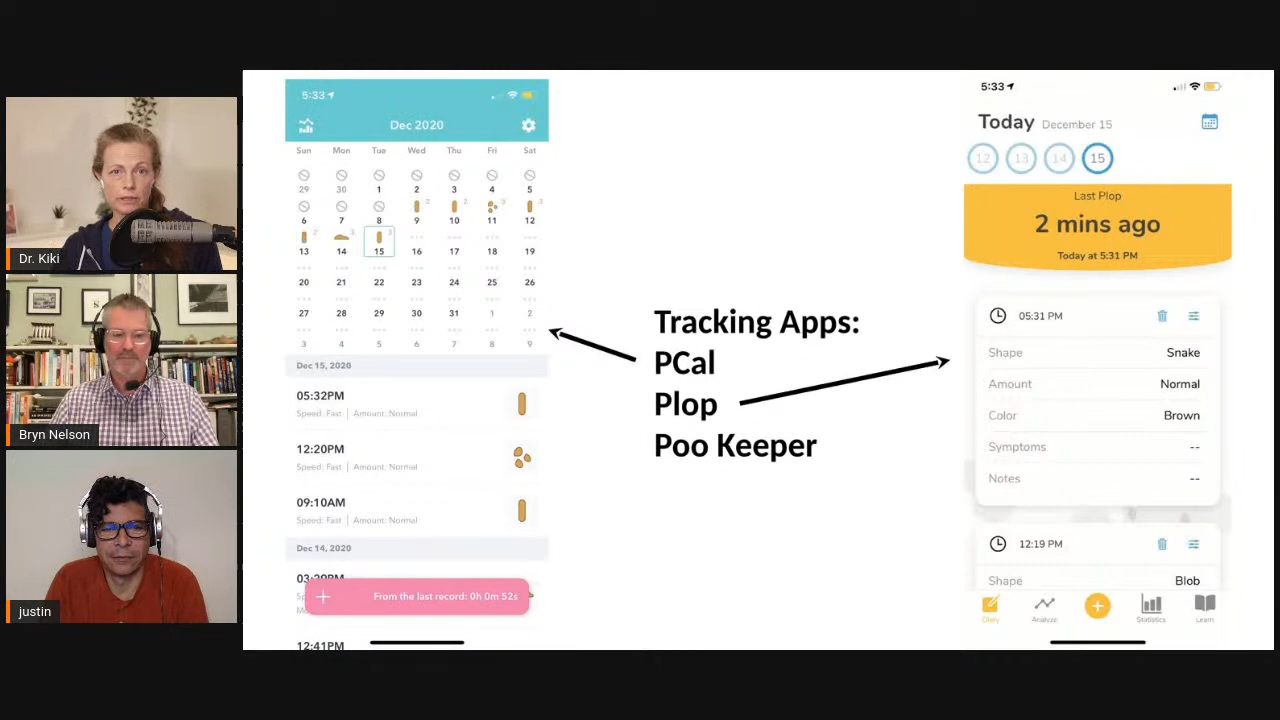 Dr. Kiki
Bryn Nelson
justin
5:33
Dec 2020
Sun Mon Tue Wed Thu Fri Sat
29 30 1 2 3 4 5
6 7 8 9 10 11 12
13 14 15 16 17 18 19
20 21 22 23 24 25 26
27 28 29 30 31 1 2
3 4 5 6 7 8 9
Dec 15, 2020
05:32PM
Speed: Fast | Amount: Normal
12:20PM
Speed: Fast | Amount: Normal
09:10AM
Speed: Fast | Amount: Normal
Dec 14, 2020
From the last record: 0h 0m 52s
12:41PM
Tracking Apps:
PCal
Plop
Poo Keeper
5:33
Today December 15
12 13 14 15
Last Plop
2 mins ago
Today at 5:31 PM
05:31 PM
Shape Snake
Amount Normal
Color Brown
Symptoms --
Notes --
12:19 PM
Shape Blob
Diary Analyze + Statistics Learn